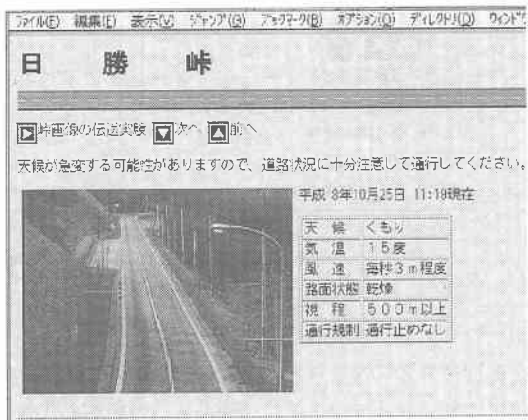 ファイル(F) 編集(E) 表示(V) ジャンプ(G) ブックマーク(B) オプション(O) ディレクトリ(D) ウィンドウ
日 勝 峠
峠画像の伝送実験 次へ 前へ
天候が急変する可能性がありますので、道路状況に十分注意して通行してください。
平成 8年10月25日 11:19現在
天 候 くもり
気 温 15度
風 速 毎秒3m程度
路面状態 乾燥
視 程 500m以上
通行規制 通行止めなし